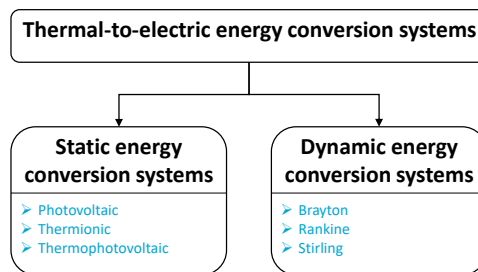 Thermal-to-electric energy conversion systems
Static energy
conversion systems
➢ Photovoltaic
➢ Thermionic
➢ Thermophotovoltaic
Dynamic energy
conversion systems
➢ Brayton
➢ Rankine
➢ Stirling